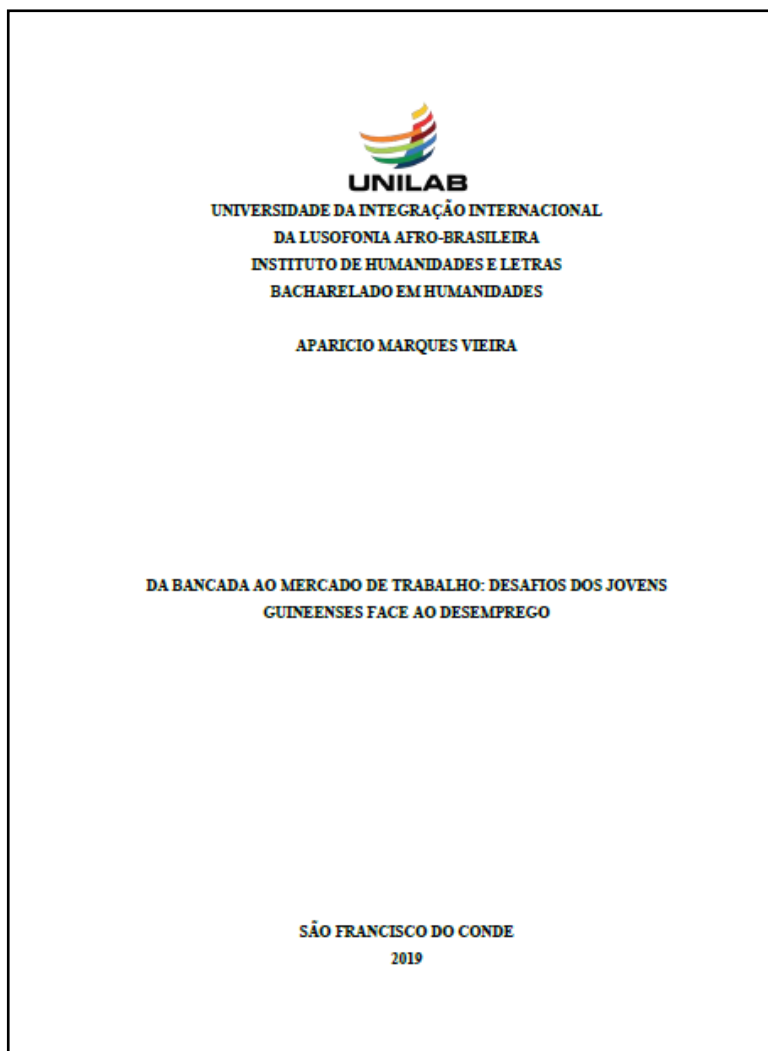 UNILAB
UNIVERSIDADE DA INTEGRAÇÃO INTERNACIONAL
DA LUSOFONIA AFRO-BRASILEIRA
INSTITUTO DE HUMANIDADES E LETRAS
BACHARELADO EM HUMANIDADES
APARICIO MARQUES VIEIRA
DA BANCADA AO MERCADO DE TRABALHO: DESAFIOS DOS JOVENS
GUINEENSES FACE AO DESEMPREGO
SÃO FRANCISCO DO CONDE
2019